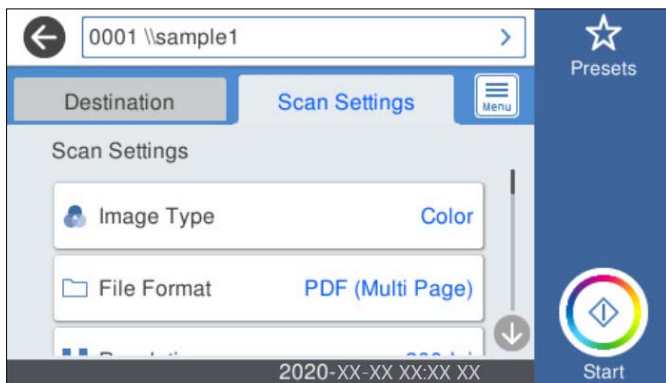 0001 \\sample1
Presets
Destination
Scan Settings
Menu
Scan Settings
Image Type
Color
File Format
PDF (Multi Page)
2020-XX-XX XX:XX XX
Start